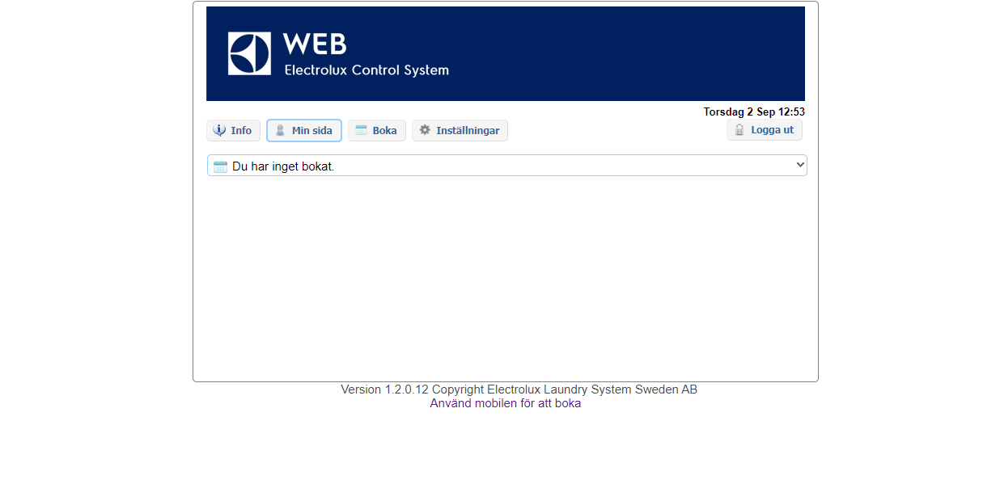 WEB
Electrolux Control System
Torsdag 2 Sep 12:53
Info Min sida Boka Inställningar Logga ut
Du har inget bokat.
Version 1.2.0.12 Copyright Electrolux Laundry System Sweden AB
Använd mobilen för att boka